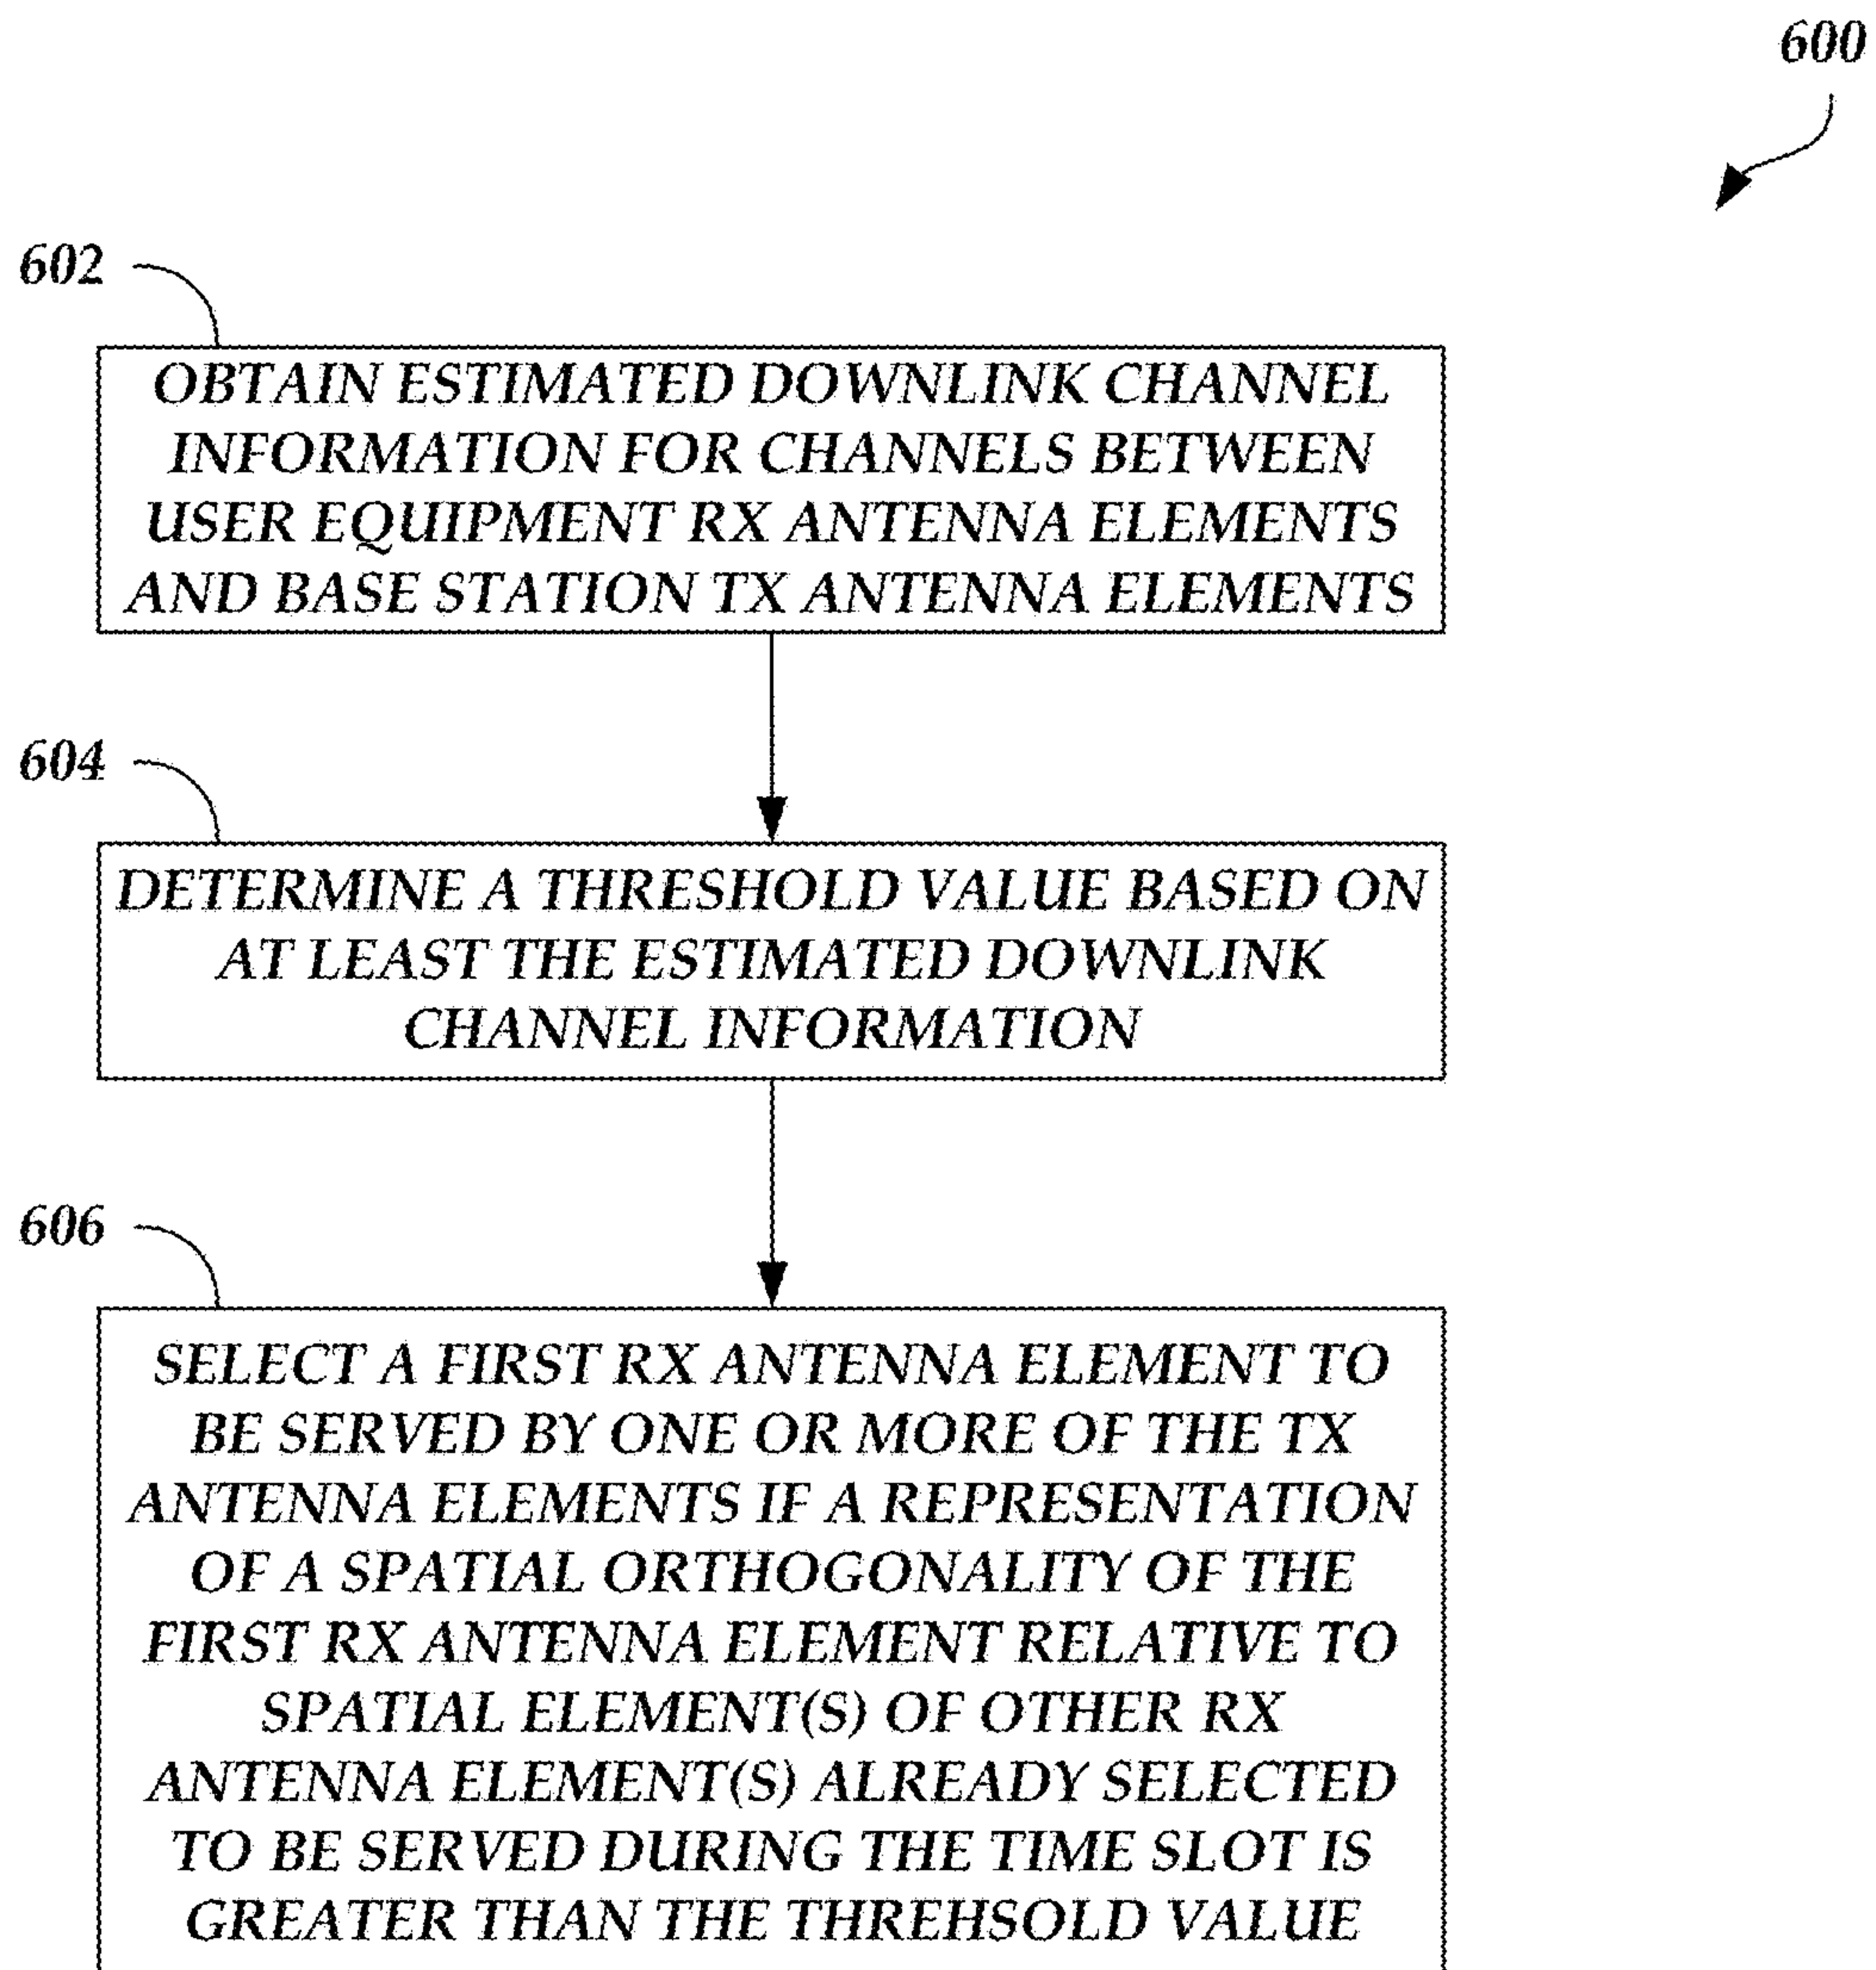 600
602
OBTAIN ESTIMATED DOWNLINK CHANNEL
INFORMATION FOR CHANNELS BETWEEN
USER EQUIPMENT RX ANTENNA ELEMENTS
AND BASE STATION TX ANTENNA ELEMENTS
604
DETERMINE A THRESHOLD VALUE BASED ON
AT LEAST THE ESTIMATED DOWNLINK
CHANNEL INFORMATION
606
SELECT A FIRST RX ANTENNA ELEMENT TO
BE SERVED BY ONE OR MORE OF THE TX
ANTENNA ELEMENTS IF A REPRESENTATION
OF A SPATIAL ORTHOGONALITY OF THE
FIRST RX ANTENNA ELEMENT RELATIVE TO
SPATIAL ELEMENT(S) OF OTHER RX
ANTENNA ELEMENT(S) ALREADY SELECTED
TO BE SERVED DURING THE TIME SLOT IS
GREATER THAN THE THREHSOLD VALUE